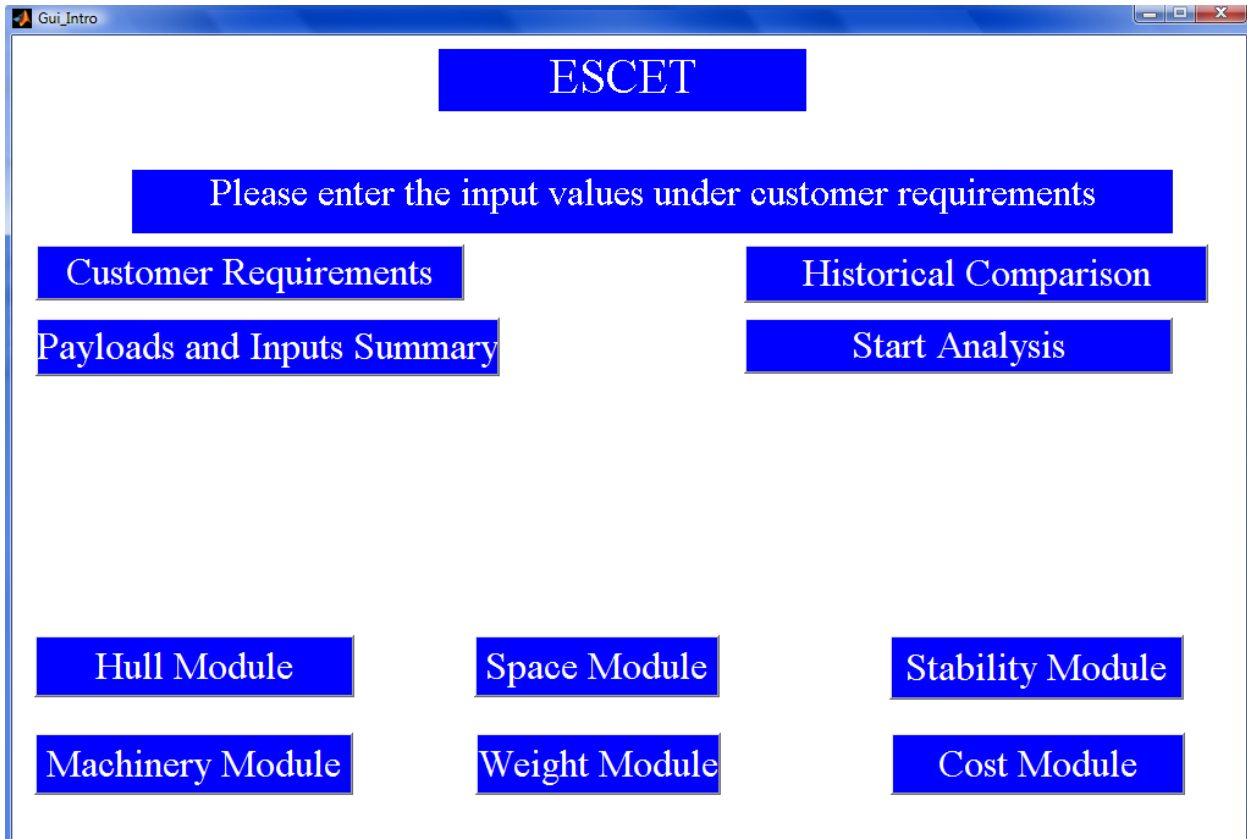 Gui_Intro
ESCET
Please enter the input values under customer requirements
Customer Requirements
Historical Comparison
Payloads and Inputs Summary
Start Analysis
Hull Module
Space Module
Stability Module
Machinery Module
Weight Module
Cost Module